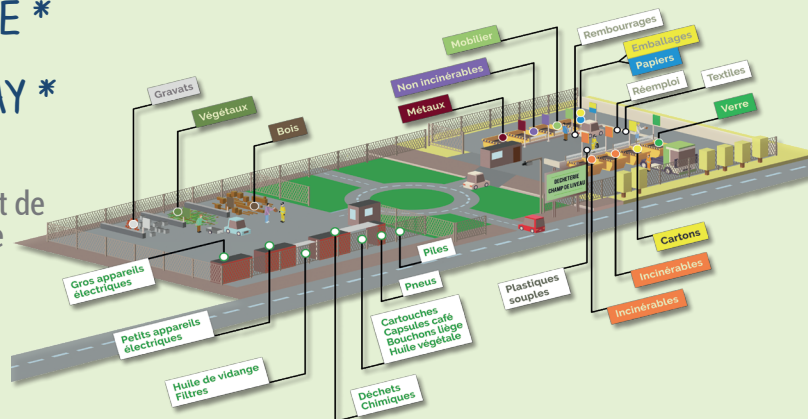 E *
AY *
t de
e
Gravats
Végétaux
Bois
Métaux
Non incinérables
Mobilier
Rembourrages
Emballages
Papiers
Réemploi
Textiles
Verre
DECHETERIE
CHAMP DE LIVEAU
Gros appareils
électriques
Petits appareils
électriques
Huile de vidange
Filtres
Déchets
Chimiques
Cartouches
Capsules café
Bouchons liège
Huile végétale
Pneus
Piles
Plastiques
souples
Incinérables
Incinérables
Cartons